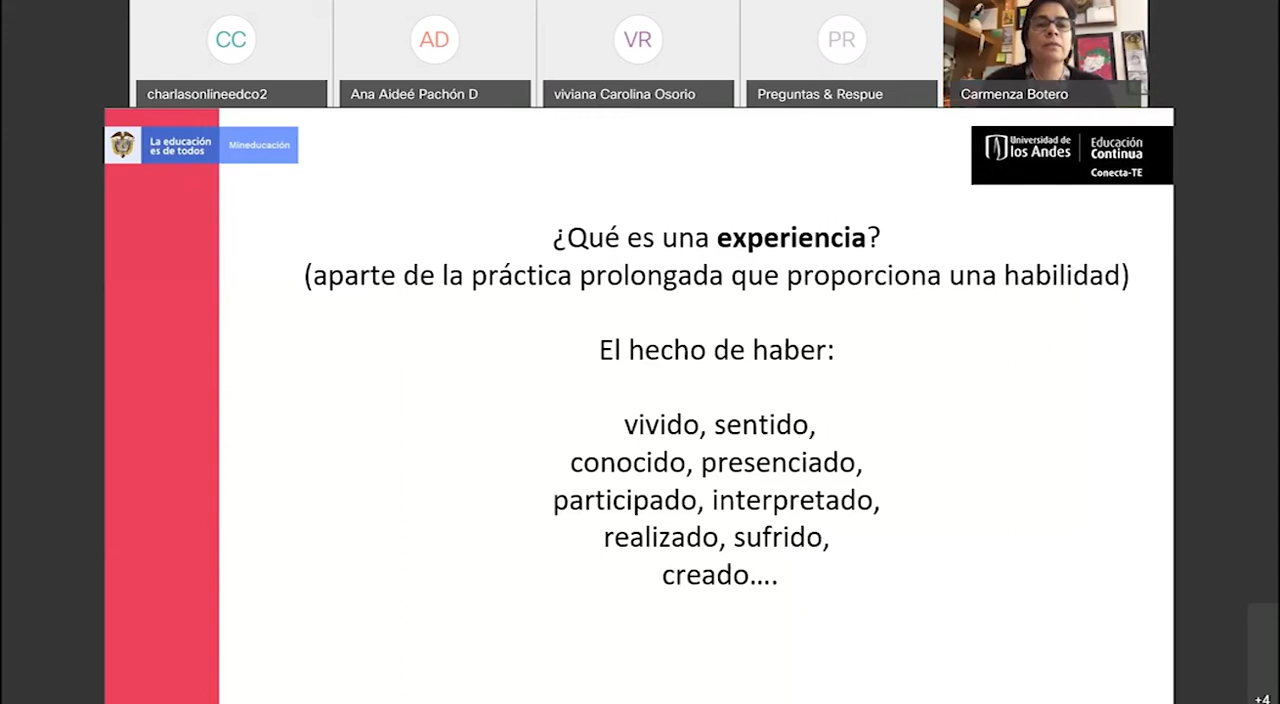 CC
AD
VR
PR
charlasonlineedco2
Ana Aideé Pachón D
viviana Carolina Osorio
Preguntas & Respue
Carmenza Botero
La educación
es de todos
Mineducación
Universidad de
los Andes
Educación
Continua
Conecta-TE
¿Qué es una experiencia?
(aparte de la práctica prolongada que proporciona una habilidad)
El hecho de haber:
vivido, sentido,
conocido, presenciado,
participado, interpretado,
realizado, sufrido,
creado....
+4